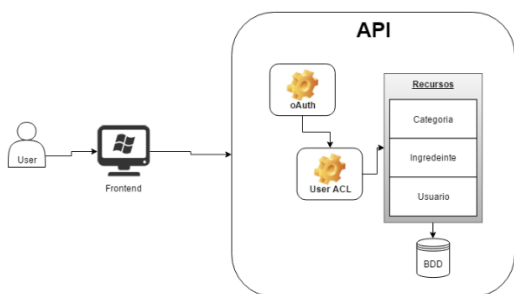 API
oAuth
User ACL
Recursos
Categoria
Ingredeinte
Usuario
BDD
User
Frontend